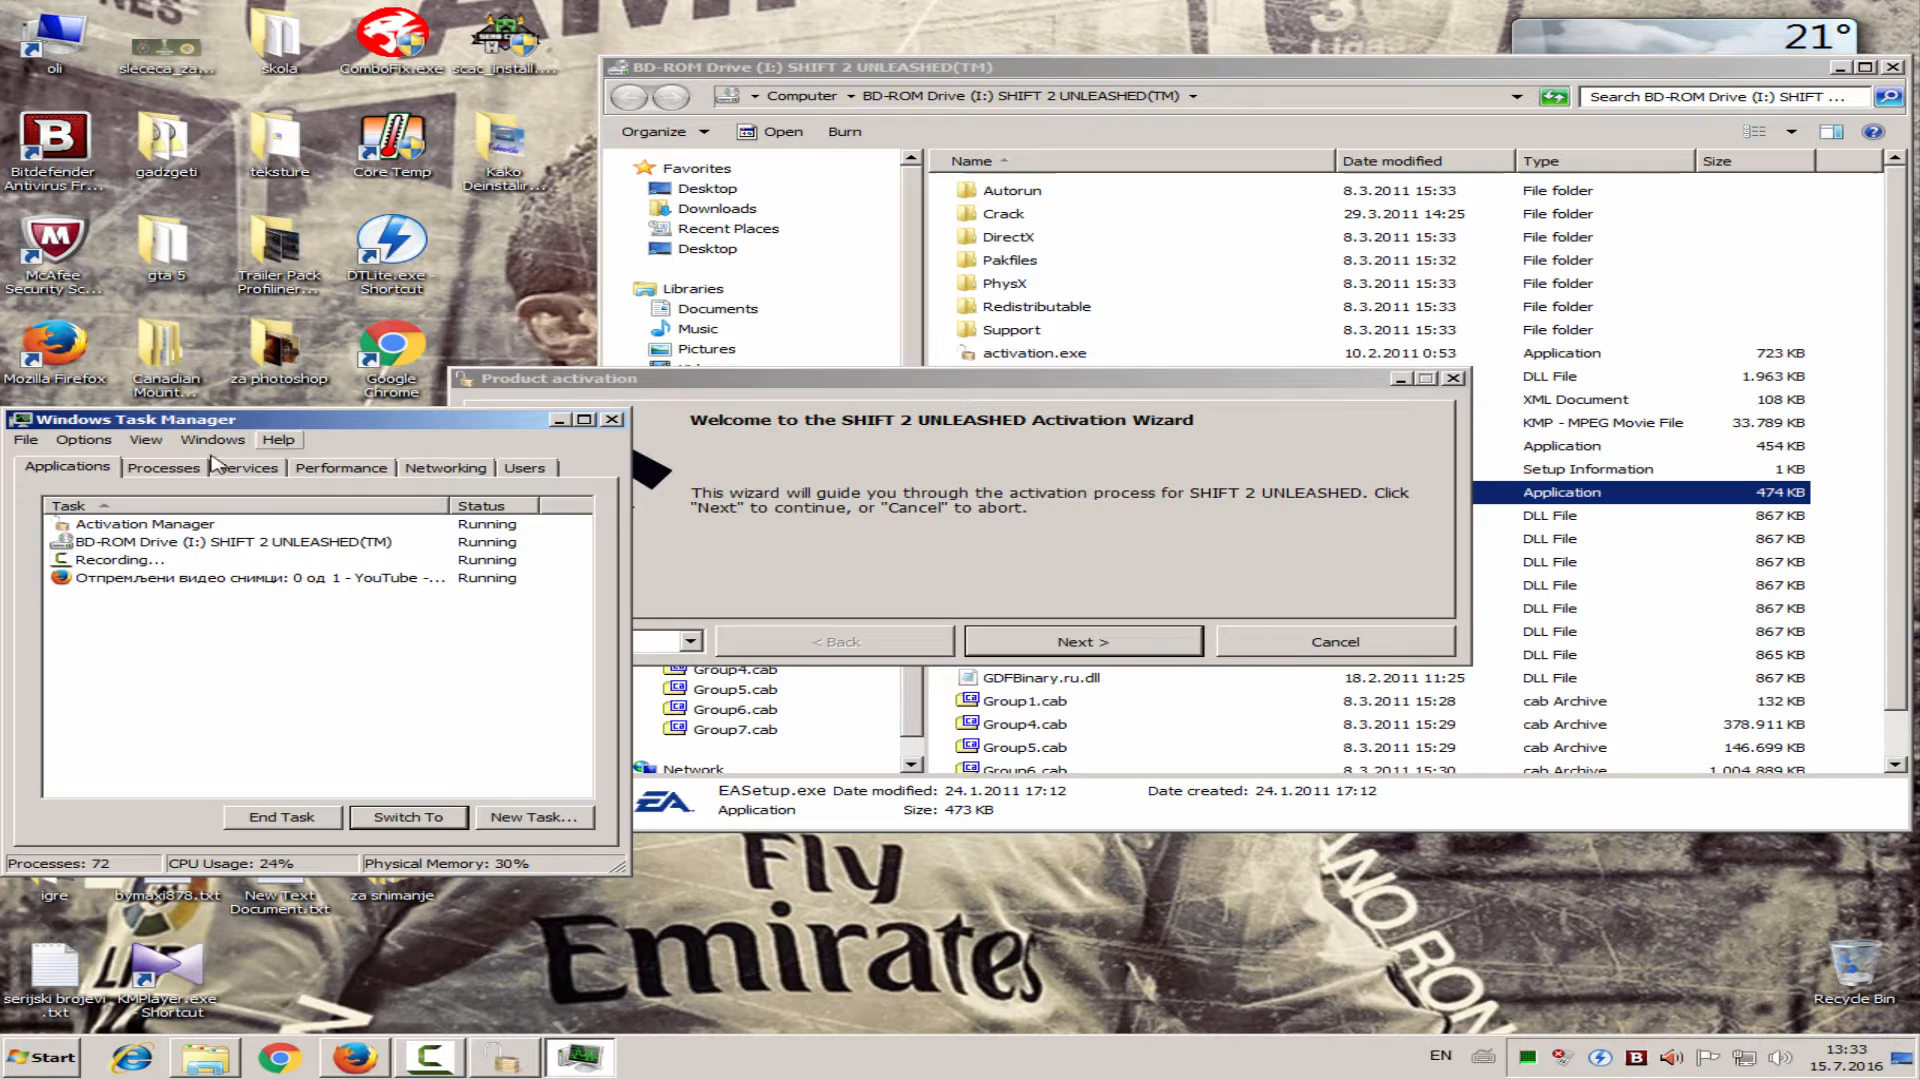 oli
slececa_za...
skola
ComboFix.exe
scac_install....
21°
BD-ROM Drive (I:) SHIFT 2 UNLEASHED(TM)
Computer
BD-ROM Drive (I:) SHIFT 2 UNLEASHED(TM)
Search BD-ROM Drive (I:) SHIFT ...
Organize
Open
Burn
Bitdefender
Antivirus Fr...
gadzgeti
teksture
Core Temp
Kako
Deinstalir...
McAfee
Security Sc...
gta 5
Trailer Pack
Profiliner...
DTLite.exe -
Shortcut
Mozilla Firefox
Canadian
Mount...
za photoshop
Google
Chrome
Favorites
Desktop
Downloads
Recent Places
Desktop
Libraries
Documents
Music
Pictures
Name
Date modified
Type
Size
Autorun 8.3.2011 15:33 File folder
Crack 29.3.2011 14:25 File folder
DirectX 8.3.2011 15:33 File folder
Pakfiles 8.3.2011 15:32 File folder
PhysX 8.3.2011 15:33 File folder
Redistributable 8.3.2011 15:33 File folder
Support 8.3.2011 15:33 File folder
activation.exe 10.2.2011 0:53 Application 723 KB
DLL File 1.963 KB
XML Document 108 KB
KMP - MPEG Movie File 33.789 KB
Application 454 KB
Setup Information 1 KB
Application 474 KB
DLL File 867 KB
DLL File 867 KB
DLL File 867 KB
DLL File 867 KB
DLL File 867 KB
DLL File 867 KB
DLL File 865 KB
GDFBinary.ru.dll 18.2.2011 11:25 DLL File 867 KB
Group1.cab 8.3.2011 15:28 cab Archive 132 KB
Group4.cab 8.3.2011 15:29 cab Archive 378.911 KB
Group5.cab 8.3.2011 15:29 cab Archive 146.699 KB
Group6.cab 8.3.2011 15:30 cab Archive 1.004.889 KB
Group4.cab
Group5.cab
Group6.cab
Group7.cab
Network
EA
EASetup.exe Date modified: 24.1.2011 17:12 Date created: 24.1.2011 17:12
Application Size: 473 KB
Product activation
Welcome to the SHIFT 2 UNLEASHED Activation Wizard
This wizard will guide you through the activation process for SHIFT 2 UNLEASHED. Click
"Next" to continue, or "Cancel" to abort.
< Back
Next >
Cancel
Windows Task Manager
File Options View Windows Help
Applications Processes Services Performance Networking Users
Task Status
Activation Manager Running
BD-ROM Drive (I:) SHIFT 2 UNLEASHED(TM) Running
Recording... Running
Отпремљени видео снимци: 0 од 1 - YouTube -... Running
End Task
Switch To
New Task...
Processes: 72 CPU Usage: 24% Physical Memory: 30%
igre
bymaxi878.txt
New Text
Document.txt
za snimanje
serijski brojevi
.txt
KMPlayer.exe
- Shortcut
Fly
Emirates
Recycle Bin
Start
EN
13:33
15.7.2016